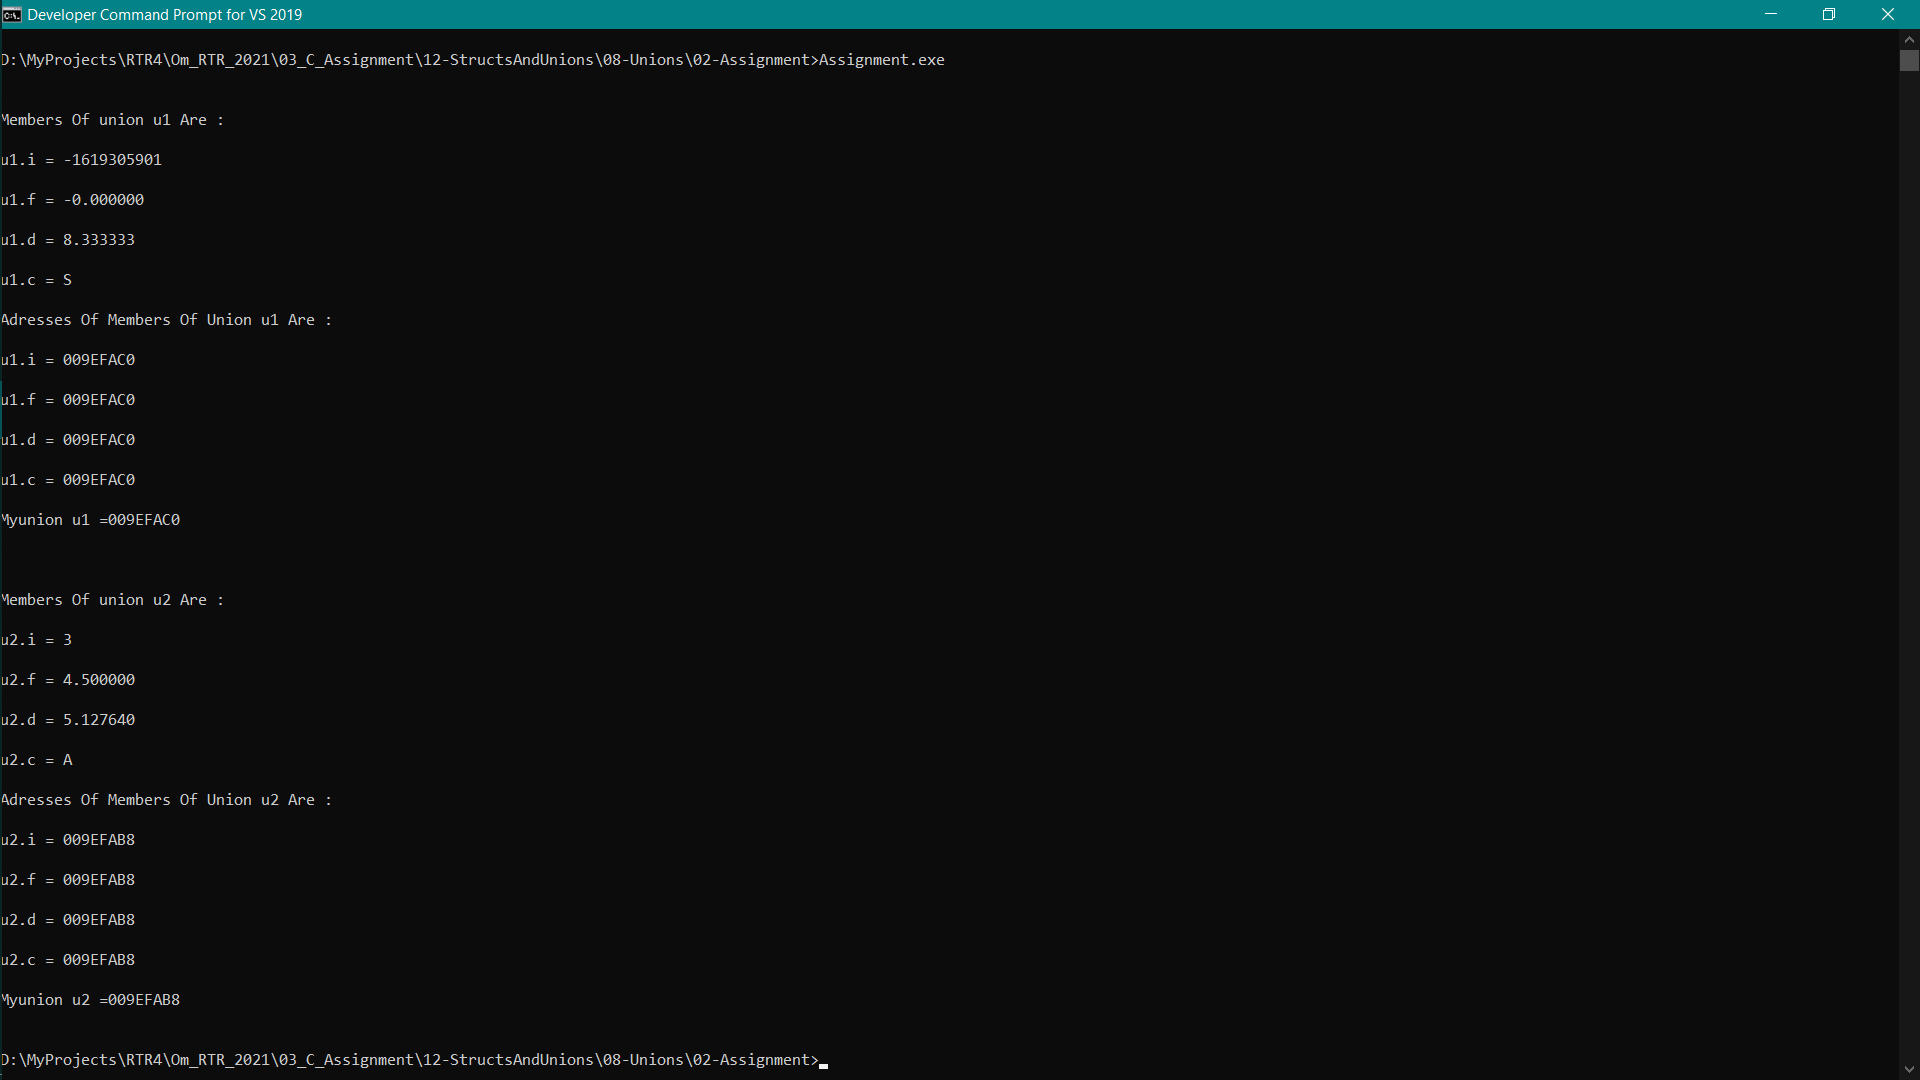 Developer Command Prompt for VS 2019
D:\MyProjects\RTR4\Om_RTR_2021\03_C_Assignment\12-StructsAndUnions\08-Unions\02-Assignment>Assignment.exe
Members Of union u1 Are :
u1.i = -1619305901
u1.f = -0.000000
u1.d = 8.333333
u1.c = S
Adresses Of Members Of Union u1 Are :
u1.i = 009EFAC0
u1.f = 009EFAC0
u1.d = 009EFAC0
u1.c = 009EFAC0
Myunion u1 =009EFAC0
Members Of union u2 Are :
u2.i = 3
u2.f = 4.500000
u2.d = 5.127640
u2.c = A
Adresses Of Members Of Union u2 Are :
u2.i = 009EFAB8
u2.f = 009EFAB8
u2.d = 009EFAB8
u2.c = 009EFAB8
Myunion u2 =009EFAB8
D:\MyProjects\RTR4\Om_RTR_2021\03_C_Assignment\12-StructsAndUnions\08-Unions\02-Assignment>